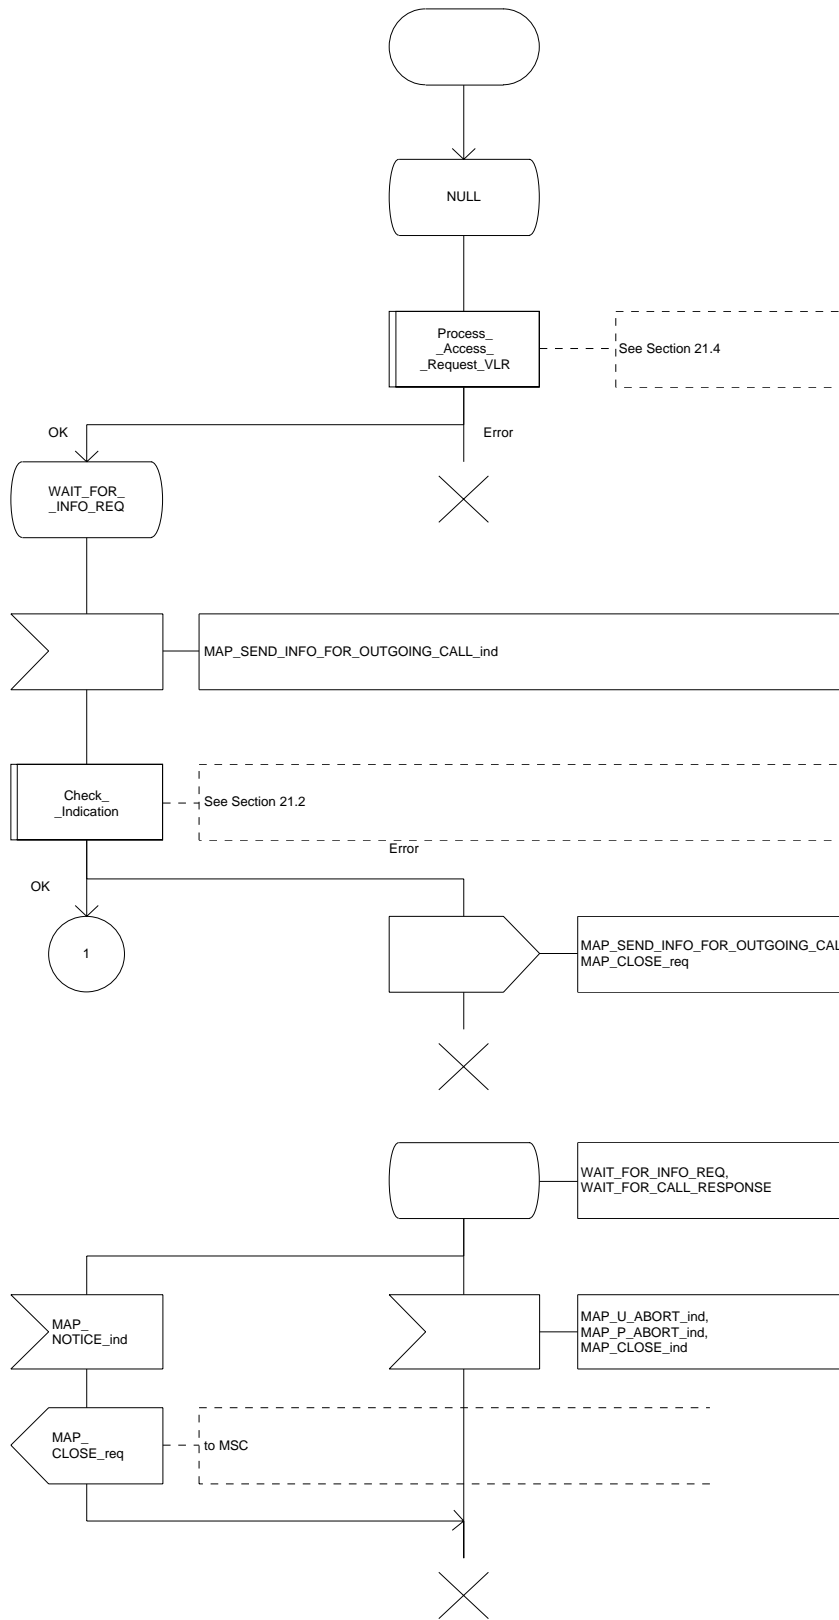 NULL
Process_
_Access_
_Request_VLR
See Section 21.4
OK
Error
WAIT_FOR_
_INFO_REQ
MAP_SEND_INFO_FOR_OUTGOING_CALL_ind
Check_
_Indication
See Section 21.2
Error
OK
1
MAP_SEND_INFO_FOR_OUTGOING_CAL
MAP_CLOSE_req
WAIT_FOR_INFO_REQ,
WAIT_FOR_CALL_RESPONSE
MAP_
NOTICE_ind
MAP_U_ABORT_ind,
MAP_P_ABORT_ind,
MAP_CLOSE_ind
MAP_
CLOSE_req
to MSC